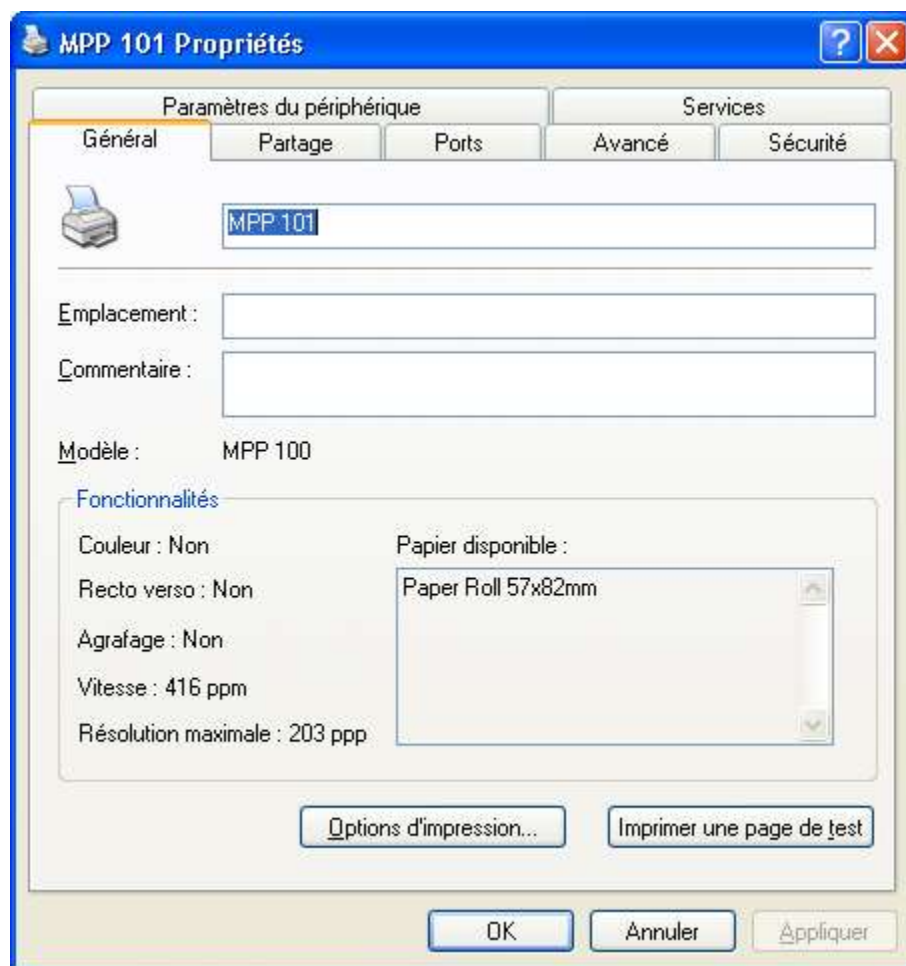 MPP 101 Propriétés
Paramètres du périphérique
Services
Général
Partage
Ports
Avancé
Sécurité
MPP 101
Emplacement :
Commentaire :
Modèle : MPP 100
Fonctionnalités
Couleur : Non
Papier disponible :
Recto verso : Non
Paper Roll 57x82mm
Agrafage : Non
Vitesse : 416 ppm
Résolution maximale : 203 ppp
Options d'impression...
Imprimer une page de test
OK
Annuler
Appliquer